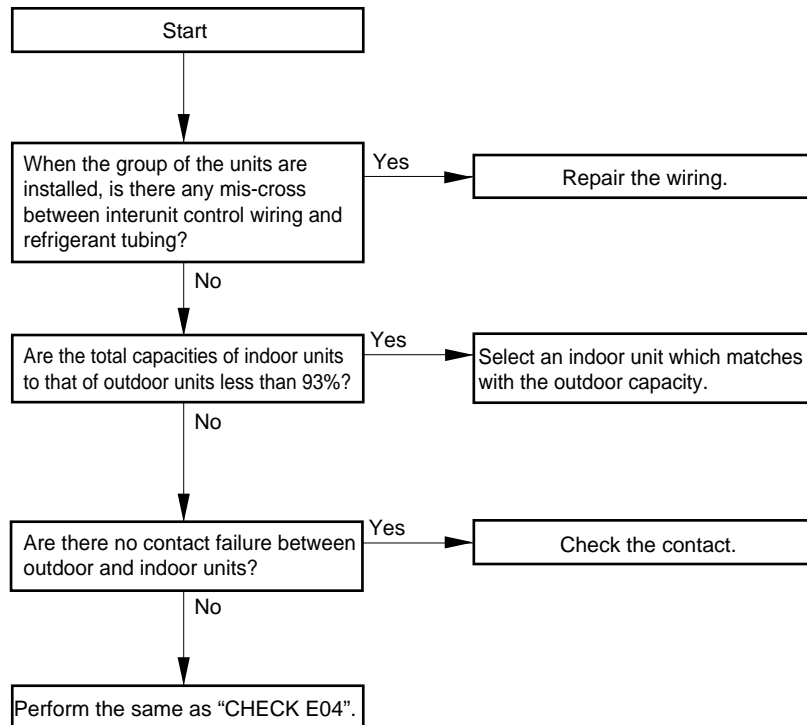 Start
When the group of the units are
installed, is there any mis-cross
between interunit control wiring and
refrigerant tubing?
Yes
Repair the wiring.
No
Are the total capacities of indoor units
to that of outdoor units less than 93%?
Yes
Select an indoor unit which matches
with the outdoor capacity.
No
Are there no contact failure between
outdoor and indoor units?
Yes
Check the contact.
No
Perform the same as “CHECK E04”.